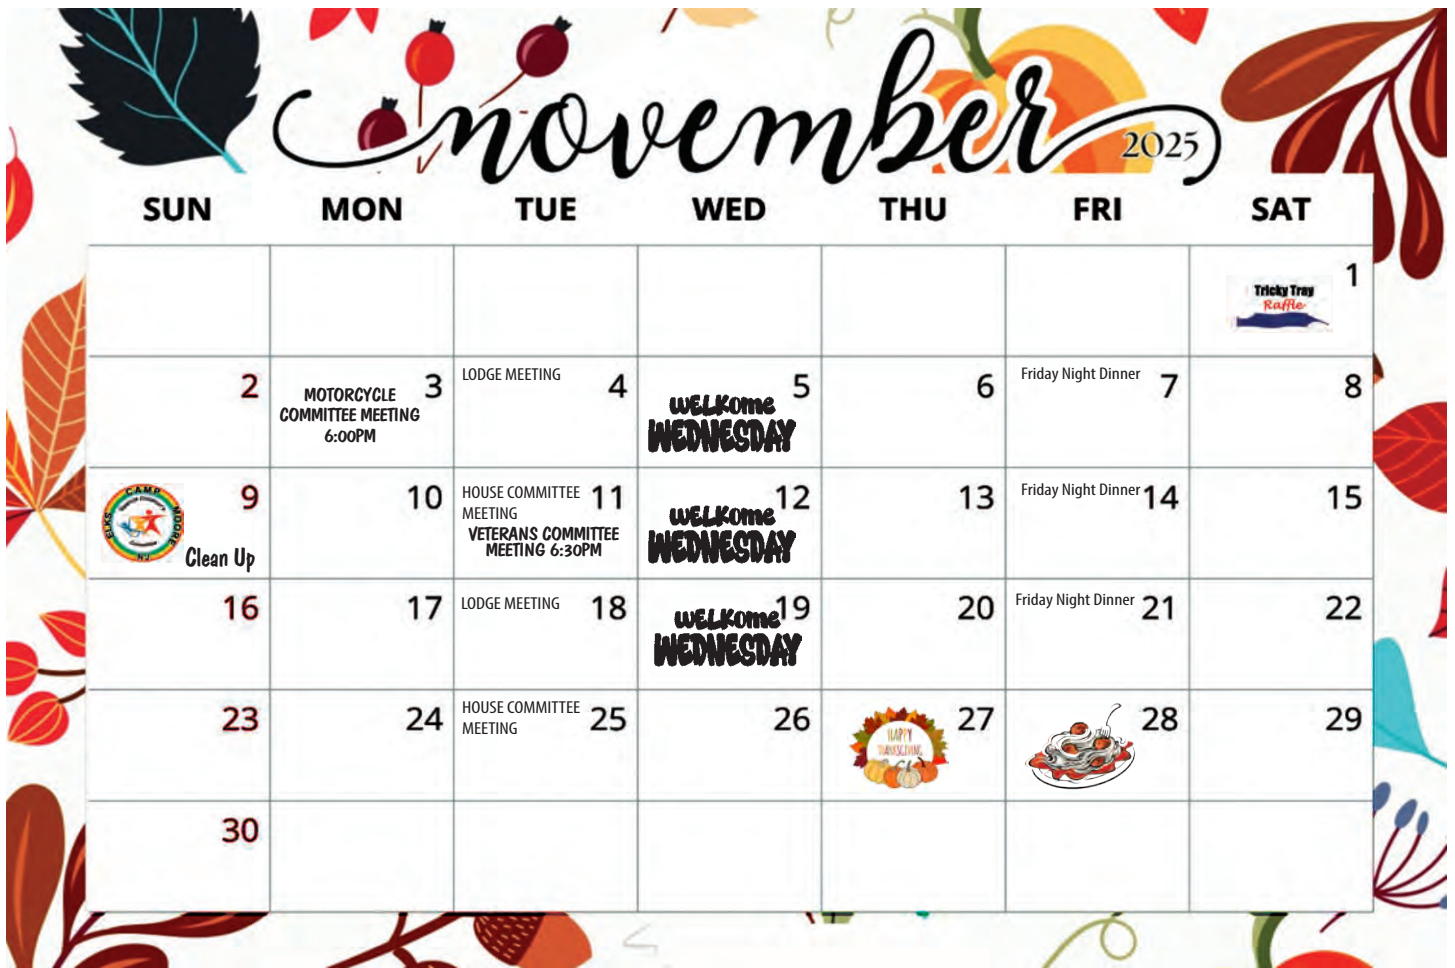 november
2025
SUN MON TUE WED THU FRI SAT
1
Tricky Tray
Raffle
2
3
MOTORCYCLE
COMMITTEE MEETING
6:00PM
LODGE MEETING
4
5
WELKome
WEDNESDAY
6
Friday Night Dinner
7
8
9
CAMP
MOORE
ELKS
NJ
Clean Up
10
HOUSE COMMITTEE
MEETING
11
VETERANS COMMITTEE
MEETING 6:30PM
12
WELKome
WEDNESDAY
13
Friday Night Dinner
14
15
16
17
LODGE MEETING
18
19
WELKome
WEDNESDAY
20
Friday Night Dinner
21
22
23
24
HOUSE COMMITTEE
MEETING
25
26
27
HAPPY
THANKSGIVING
28
29
30